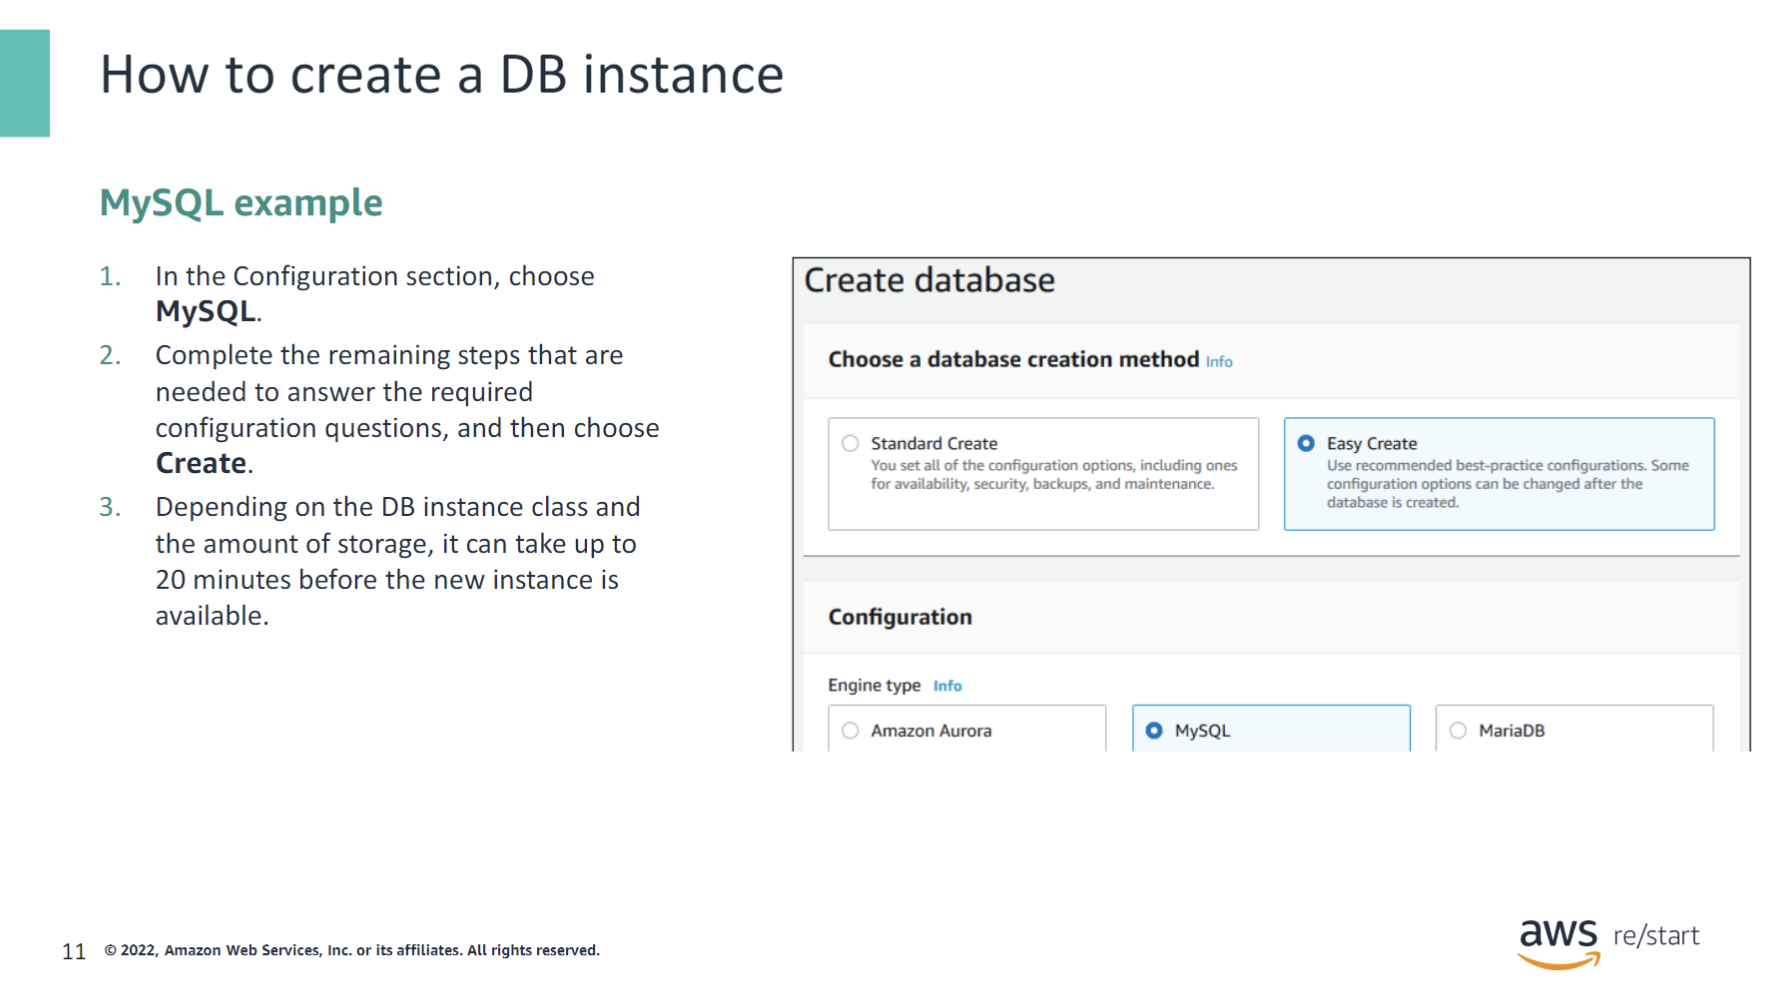 How to create a DB instance
MySQL example
1. In the Configuration section, choose
MySQL.
2. Complete the remaining steps that are
needed to answer the required
configuration questions, and then choose
Create.
3. Depending on the DB instance class and
the amount of storage, it can take up to
20 minutes before the new instance is
available.
Create database
Choose a database creation method Info
Standard Create
You set all of the configuration options, including ones
for availability, security, backups, and maintenance.
Easy Create
Use recommended best-practice configurations. Some
configuration options can be changed after the
database is created.
Configuration
Engine type Info
Amazon Aurora
MySQL
MariaDB
11 © 2022, Amazon Web Services, Inc. or its affiliates. All rights reserved.
aws re/start